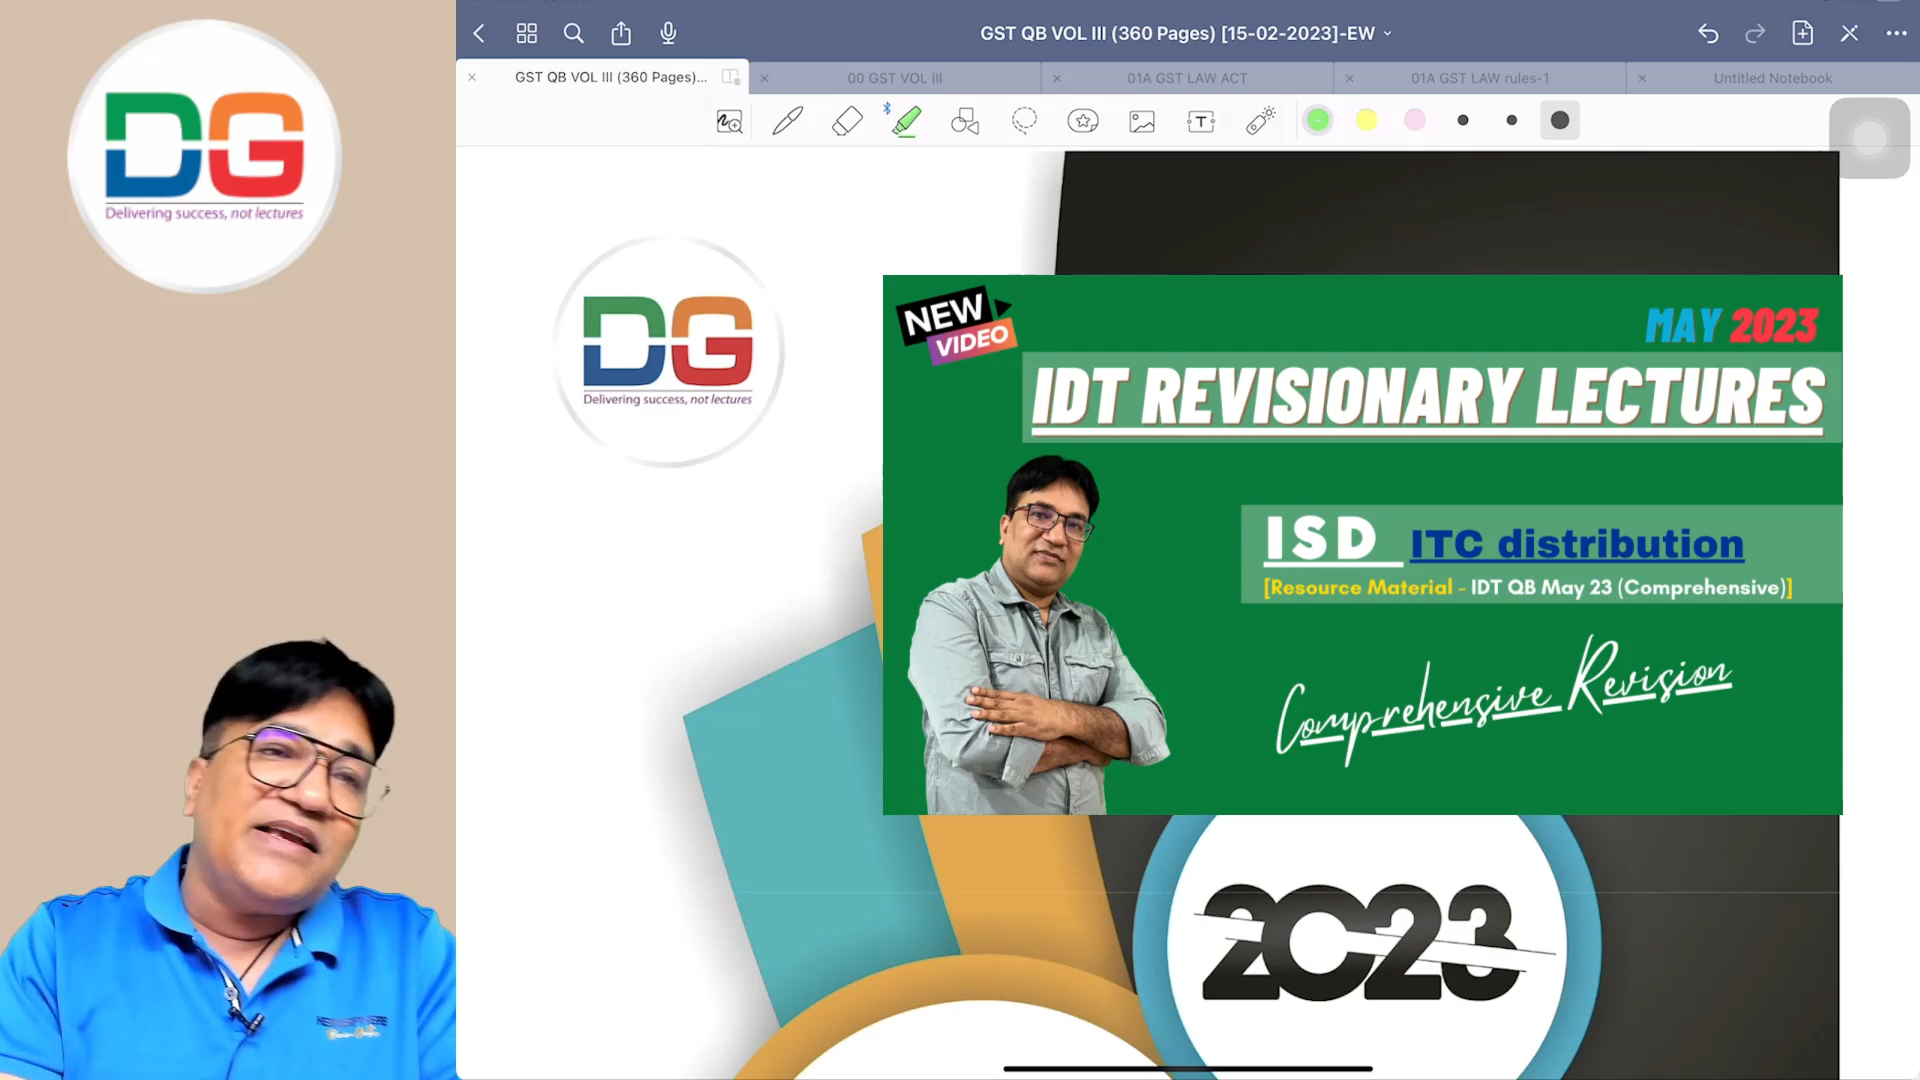 DG
Delivering success, not lectures
GST QB VOL III (360 Pages) [15-02-2023]-EW
GST QB VOL III (360 Pages)...
00 GST VOL III
01A GST LAW ACT
01A GST LAW rules-1
Untitled Notebook
DG
Delivering success, not lectures
NEW
VIDEO
MAY 2023
IDT REVISIONARY LECTURES
ISD ITC distribution
[Resource Material - IDT QB May 23 (Comprehensive)]
Comprehensive Revision
2023